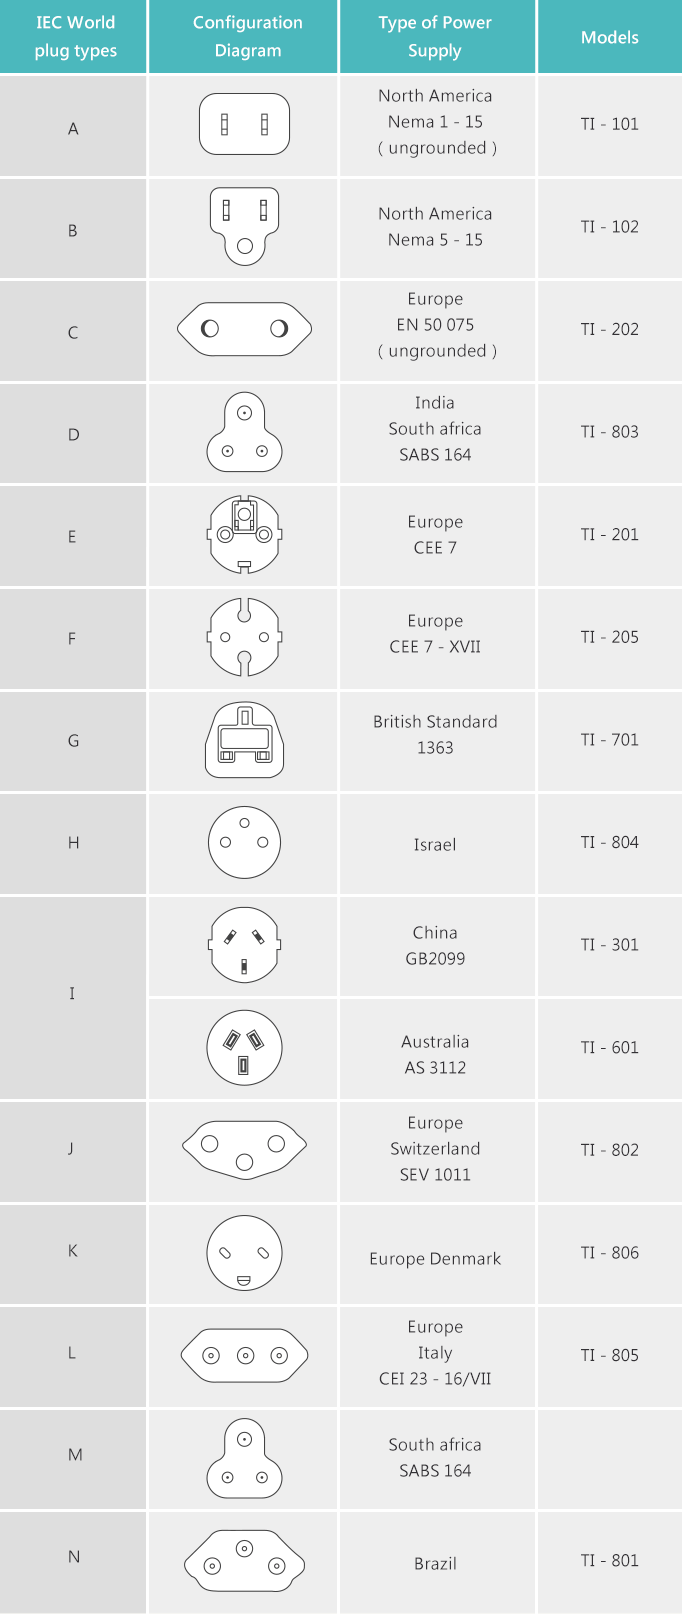 IEC World
plug types
Configuration
Diagram
Type of Power
Supply
Models
A
North America
Nema 1 - 15
( ungrounded )
TI - 101
B
North America
Nema 5 - 15
TI - 102
C
Europe
EN 50 075
( ungrounded )
TI - 202
D
India
South africa
SABS 164
TI - 803
E
Europe
CEE 7
TI - 201
F
Europe
CEE 7 - XVII
TI - 205
G
British Standard
1363
TI - 701
H
Israel
TI - 804
I
China
GB2099
TI - 301
Australia
AS 3112
TI - 601
J
Europe
Switzerland
SEV 1011
TI - 802
K
Europe Denmark
TI - 806
L
Europe
Italy
CEI 23 - 16/VII
TI - 805
M
South africa
SABS 164
N
Brazil
TI - 801